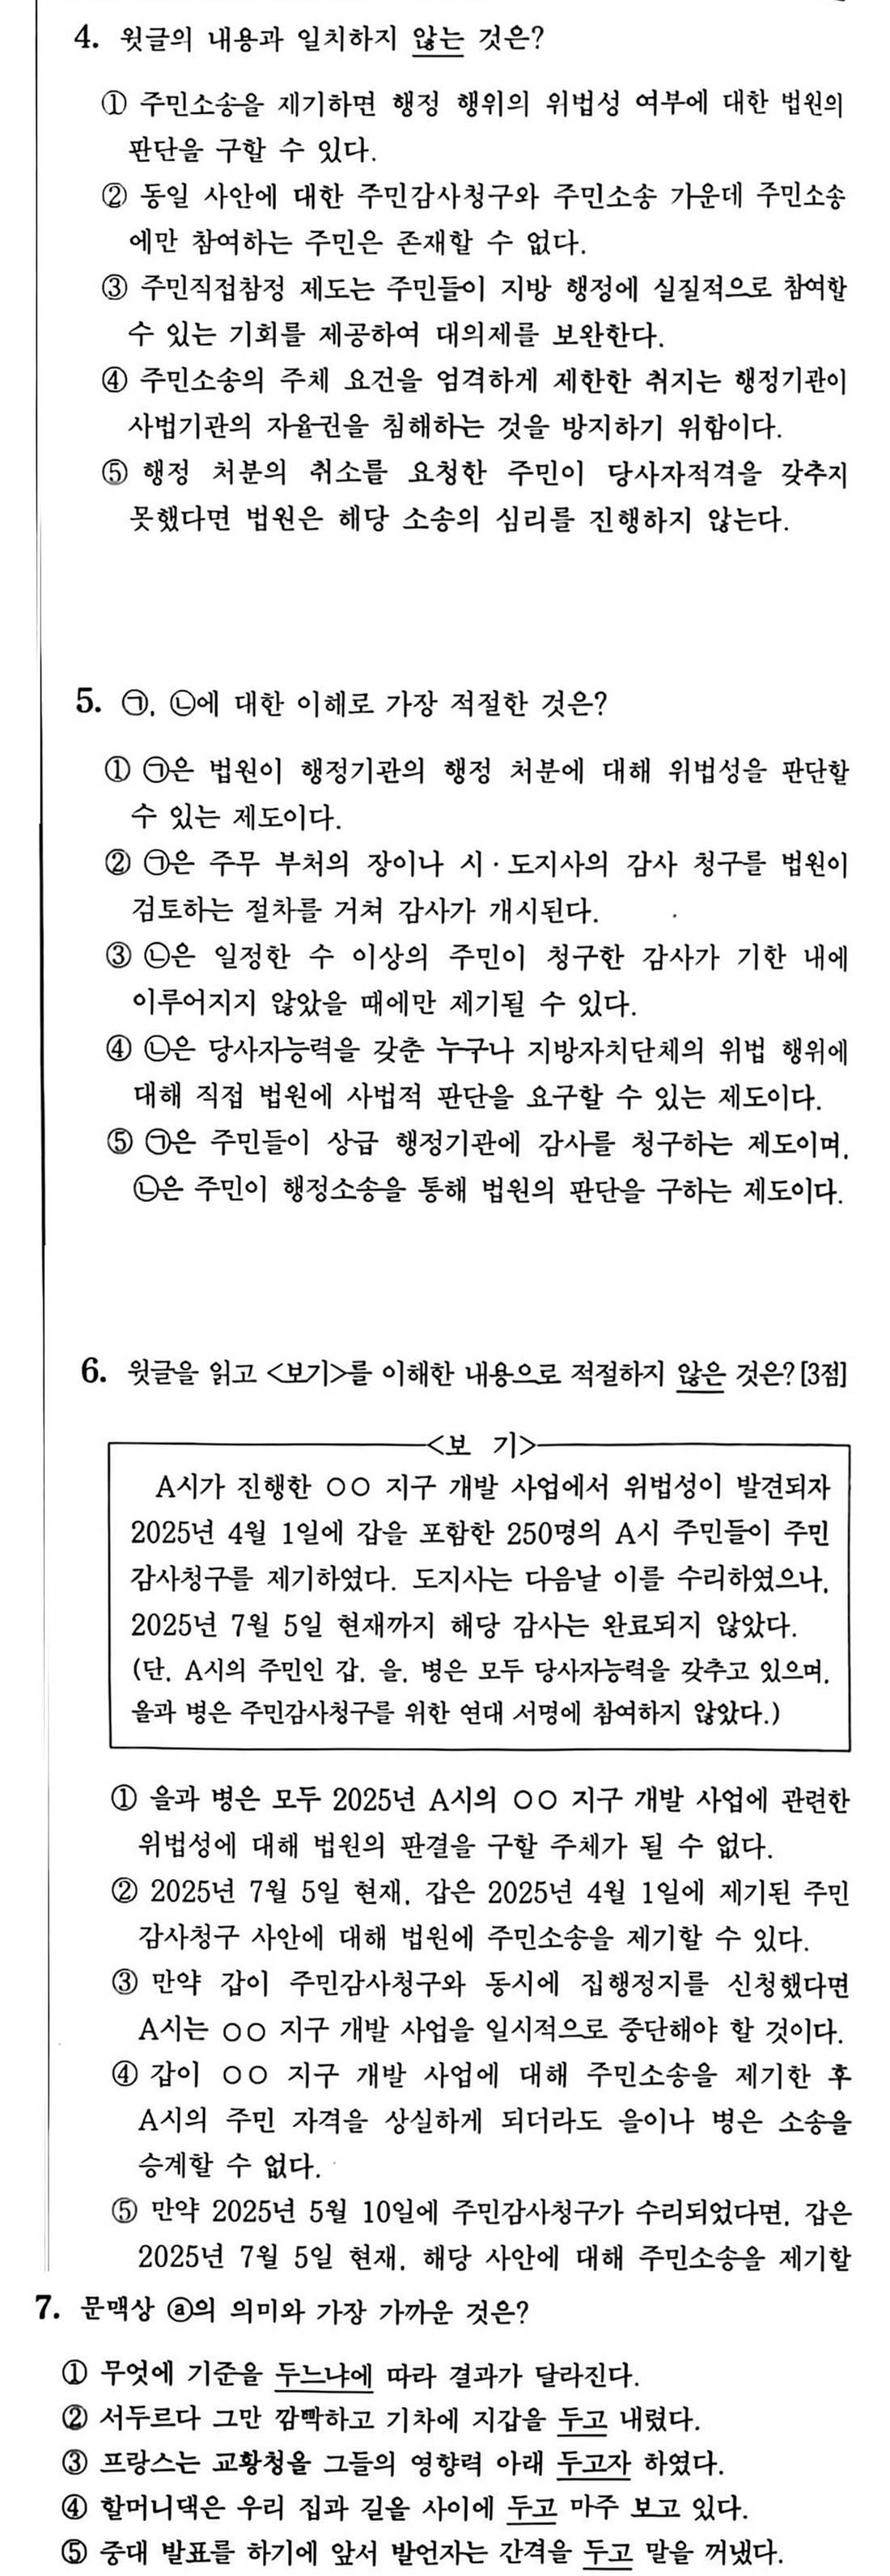 4. 윗글의 내용과 일치하지 않는 것은?
① 주민소송을 제기하면 행정 행위의 위법성 여부에 대한 법원의
판단을 구할 수 있다.
② 동일 사안에 대한 주민감사청구와 주민소송 가운데 주민소송
에만 참여하는 주민은 존재할 수 없다.
③ 주민직접참정 제도는 주민들이 지방 행정에 실질적으로 참여할
수 있는 기회를 제공하여 대의제를 보완한다.
④ 주민소송의 주체 요건을 엄격하게 제한한 취지는 행정기관이
사법기관의 자율권을 침해하는 것을 방지하기 위함이다.
⑤ 행정 처분의 취소를 요청한 주민이 당사자적격을 갖추지
못했다면 법원은 해당 소송의 심리를 진행하지 않는다.
5. ㉠, ㉡에 대한 이해로 가장 적절한 것은?
① ㉠은 법원이 행정기관의 행정 처분에 대해 위법성을 판단할
수 있는 제도이다.
② ㉠은 주무 부처의 장이나 시·도지사의 감사 청구를 법원이
검토하는 절차를 거쳐 감사가 개시된다.
③ ㉡은 일정한 수 이상의 주민이 청구한 감사가 기한 내에
이루어지지 않았을 때에만 제기될 수 있다.
④ ㉡은 당사자능력을 갖춘 누구나 지방자치단체의 위법 행위에
대해 직접 법원에 사법적 판단을 요구할 수 있는 제도이다.
⑤ ㉠은 주민들이 상급 행정기관에 감사를 청구하는 제도이며,
㉡은 주민이 행정소송을 통해 법원의 판단을 구하는 제도이다.
6. 윗글을 읽고 <보기>를 이해한 내용으로 적절하지 않은 것은? [3점]
<보 기>
A시가 진행한 ○○ 지구 개발 사업에서 위법성이 발견되자
2025년 4월 1일에 갑을 포함한 250명의 A시 주민들이 주민
감사청구를 제기하였다. 도지사는 다음날 이를 수리하였으나,
2025년 7월 5일 현재까지 해당 감사는 완료되지 않았다.
(단, A시의 주민인 갑, 을, 병은 모두 당사자능력을 갖추고 있으며,
을과 병은 주민감사청구를 위한 연대 서명에 참여하지 않았다.)
① 을과 병은 모두 2025년 A시의 ○○ 지구 개발 사업에 관련한
위법성에 대해 법원의 판결을 구할 주체가 될 수 없다.
② 2025년 7월 5일 현재, 갑은 2025년 4월 1일에 제기된 주민
감사청구 사안에 대해 법원에 주민소송을 제기할 수 있다.
③ 만약 갑이 주민감사청구와 동시에 집행정지를 신청했다면
A시는 ○○ 지구 개발 사업을 일시적으로 중단해야 할 것이다.
④ 갑이 ○○ 지구 개발 사업에 대해 주민소송을 제기한 후
A시의 주민 자격을 상실하게 되더라도 을이나 병은 소송을
승계할 수 없다.
⑤ 만약 2025년 5월 10일에 주민감사청구가 수리되었다면, 갑은
2025년 7월 5일 현재, 해당 사안에 대해 주민소송을 제기할
7. 문맥상 ⓐ의 의미와 가장 가까운 것은?
① 무엇에 기준을 두느냐에 따라 결과가 달라진다.
② 서두르다 그만 깜빡하고 기차에 지갑을 두고 내렸다.
③ 프랑스는 교황청을 그들의 영향력 아래 두고자 하였다.
④ 할머니댁은 우리 집과 길을 사이에 두고 마주 보고 있다.
⑤ 중대 발표를 하기에 앞서 발언자는 간격을 두고 말을 꺼냈다.